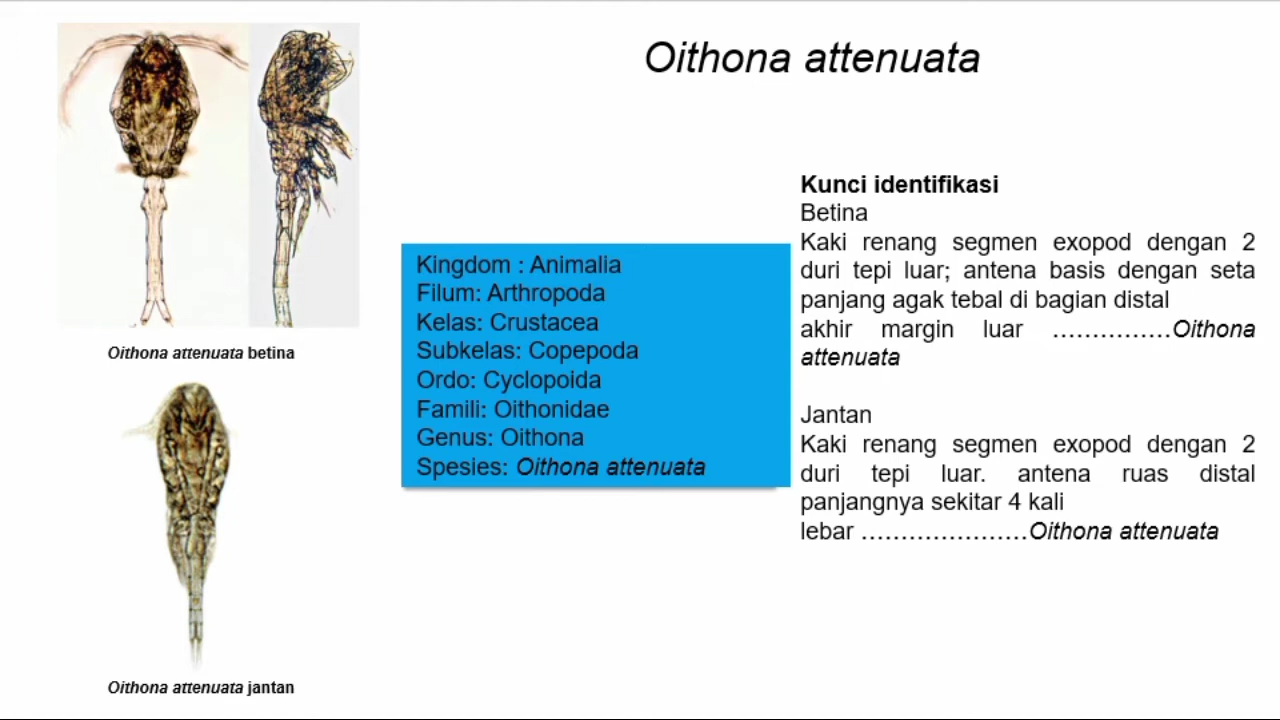 Oithona attenuata
Oithona attenuata betina
Oithona attenuata jantan
Kingdom : Animalia
Filum: Arthropoda
Kelas: Crustacea
Subkelas: Copepoda
Ordo: Cyclopoida
Famili: Oithonidae
Genus: Oithona
Spesies: Oithona attenuata
Kunci identifikasi
Betina
Kaki renang segmen exopod dengan 2
duri tepi luar; antena basis dengan seta
panjang agak tebal di bagian distal
akhir margin luar ……………Oithona
attenuata
Jantan
Kaki renang segmen exopod dengan 2
duri tepi luar. antena ruas distal
panjangnya sekitar 4 kali
lebar …………………Oithona attenuata